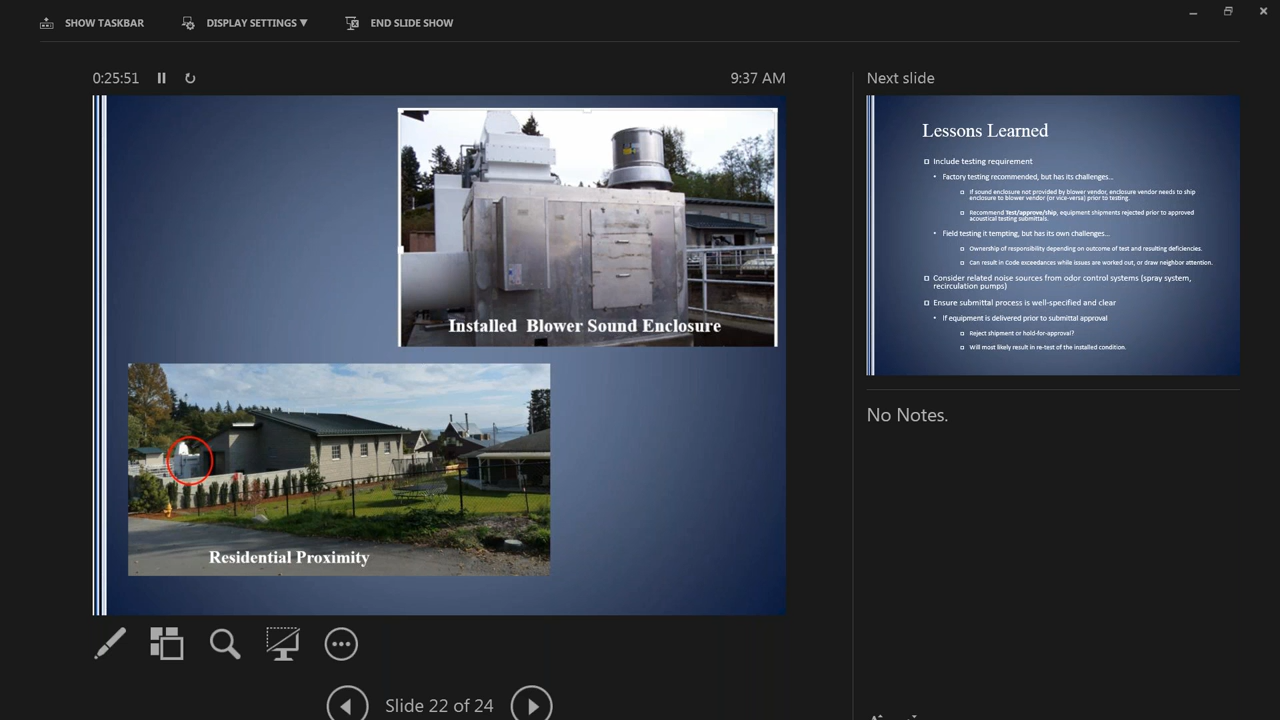 SHOW TASKBAR
DISPLAY SETTINGS ▼
END SLIDE SHOW
0:25:51
9:37 AM
Installed Blower Sound Enclosure
Residential Proximity
Slide 22 of 24
Next slide
Lessons Learned
Include testing requirement
• Factory testing recommended, but has its challenges...
If sound enclosure not provided by blower vendor, enclosure vendor needs to ship
enclosure to blower vendor (or vice-versa) prior to testing.
Recommend Test/approve/ship, equipment shipments rejected prior to approved
acoustical testing submittals.
• Field testing it tempting, but has its own challenges...
Ownership of responsibility depending on outcome of test and resulting deficiencies.
Can result in Code exceedances while issues are worked out, or draw neighbor attention.
Consider related noise sources from odor control systems (spray system,
recirculation pumps)
Ensure submittal process is well-specified and clear
• If equipment is delivered prior to submittal approval
Reject shipment or hold-for-approval?
Will most likely result in re-test of the installed condition.
No Notes.